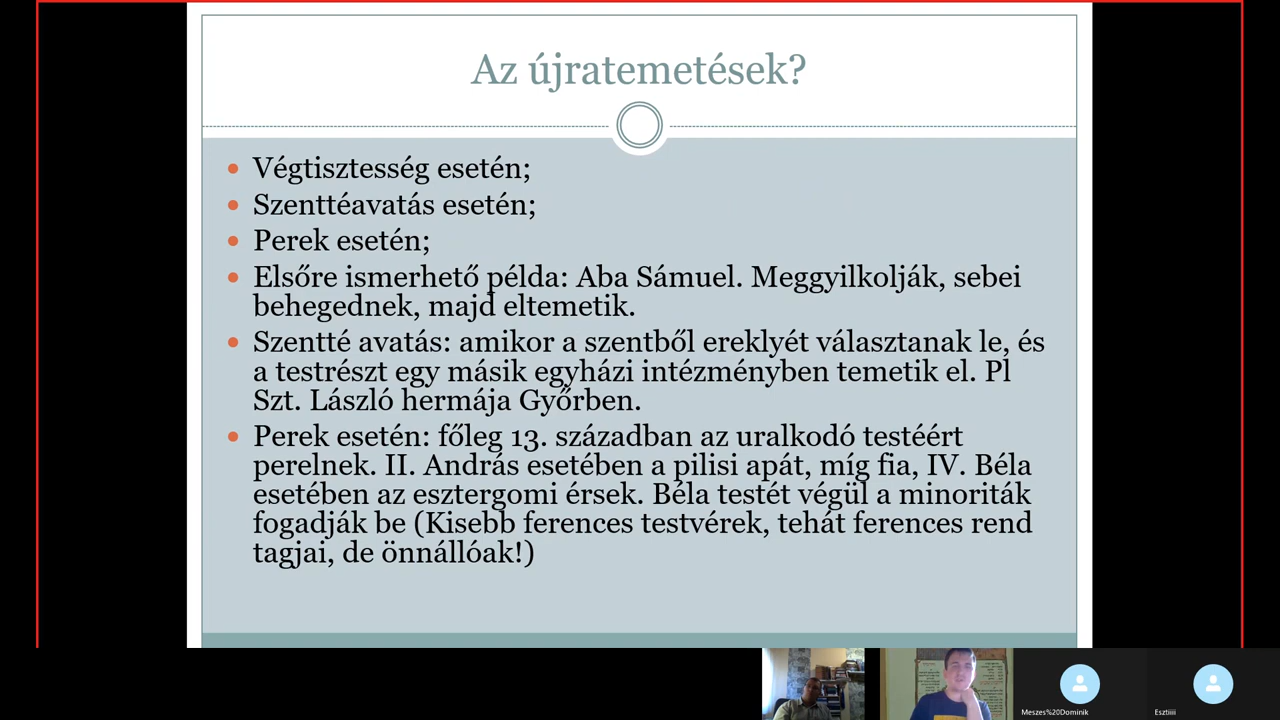 Az újratemetések?
Végtisztesség esetén;
Szenttéavatás esetén;
Perek esetén;
Elsőre ismerhető példa: Aba Sámuel. Meggyilkolják, sebei
behegednek, majd eltemetik.
Szentté avatás: amikor a szentből ereklyét választanak le, és
a testrészt egy másik egyházi intézményben temetik el. Pl
Szt. László hermája Győrben.
Perek esetén: főleg 13. században az uralkodó testéért
perelnek. II. András esetében a pilisi apát, míg fia, IV. Béla
esetében az esztergomi érsek. Béla testét végül a minoriták
fogadják be (Kisebb ferences testvérek, tehát ferences rend
tagjai, de önnállóak!)
Meszes%20Dominik
Esztiiii